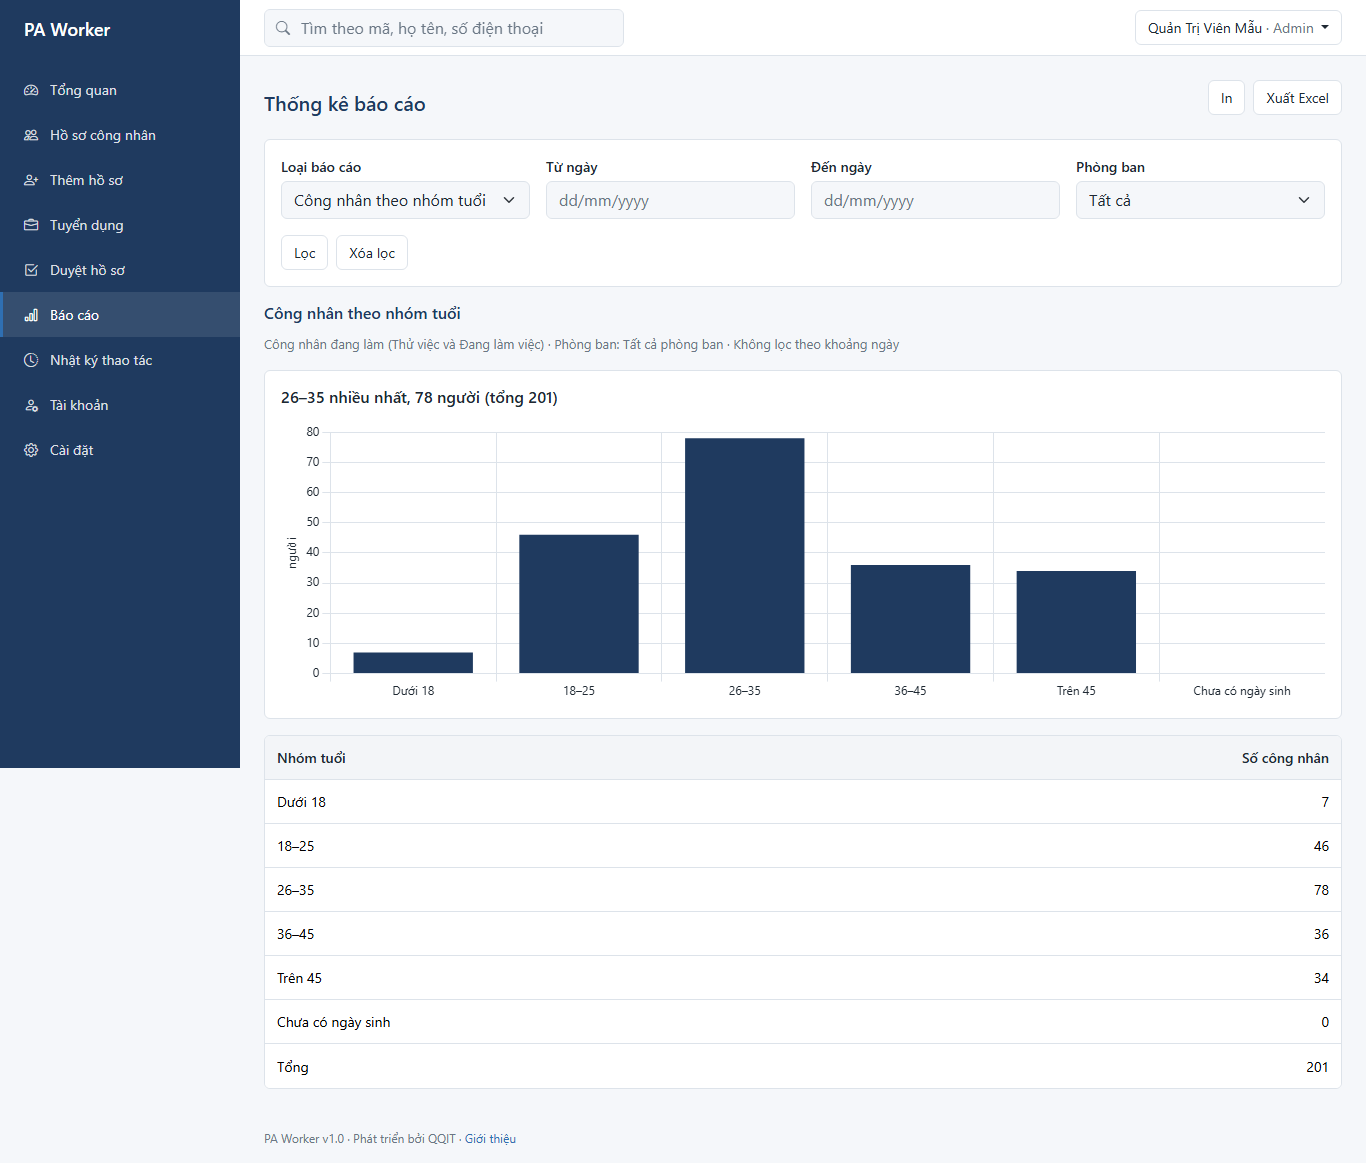 PA Worker
Tìm theo mã, họ tên, số điện thoại
Quản Trị Viên Mẫu · Admin
Tổng quan
Hồ sơ công nhân
Thêm hồ sơ
Tuyển dụng
Duyệt hồ sơ
Báo cáo
Nhật ký thao tác
Tài khoản
Cài đặt
Thống kê báo cáo
In
Xuất Excel
Loại báo cáo
Từ ngày
Đến ngày
Phòng ban
Công nhân theo nhóm tuổi
dd/mm/yyyy
dd/mm/yyyy
Tất cả
Lọc
Xóa lọc
Công nhân theo nhóm tuổi
Công nhân đang làm (Thử việc và Đang làm việc) · Phòng ban: Tất cả phòng ban · Không lọc theo khoảng ngày
26–35 nhiều nhất, 78 người (tổng 201)
80
70
60
50
40
30
20
10
0
người
Dưới 18
18–25
26–35
36–45
Trên 45
Chưa có ngày sinh
Nhóm tuổi Số công nhân
Dưới 18 7
18–25 46
26–35 78
36–45 36
Trên 45 34
Chưa có ngày sinh 0
Tổng 201
PA Worker v1.0 · Phát triển bởi QQIT · Giới thiệu